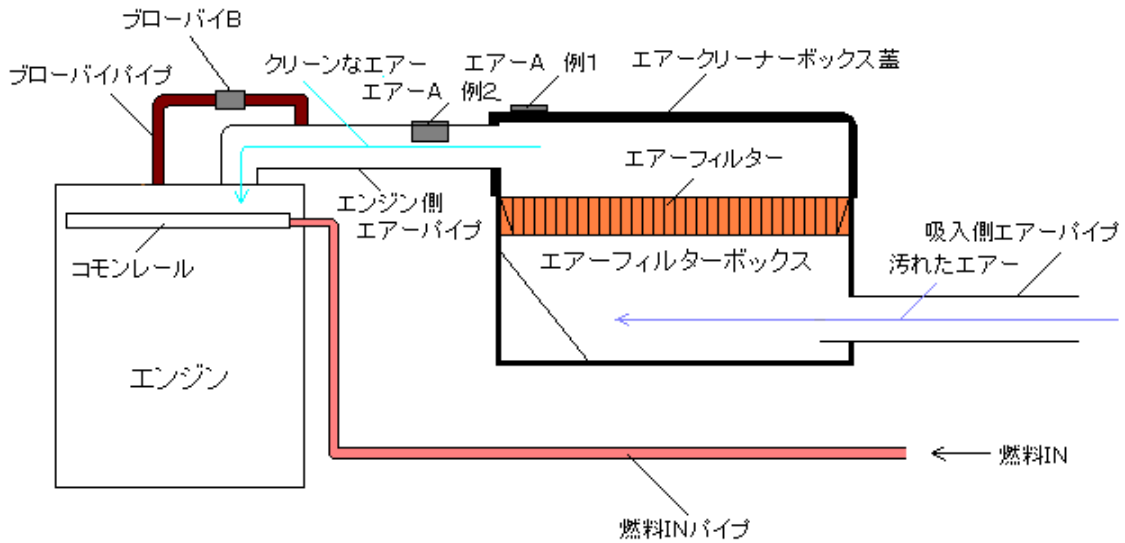 ブローバイB
ブローバイパイプ
クリーンなエアー
エアーA 例1
エアーA 例2
エアークリーナーボックス蓋
エアーフィルター
エンジン側
エアーパイプ
吸入側エアーパイプ
汚れたエアー
エアーフィルターボックス
コモンレール
エンジン
燃料IN
燃料INパイプ